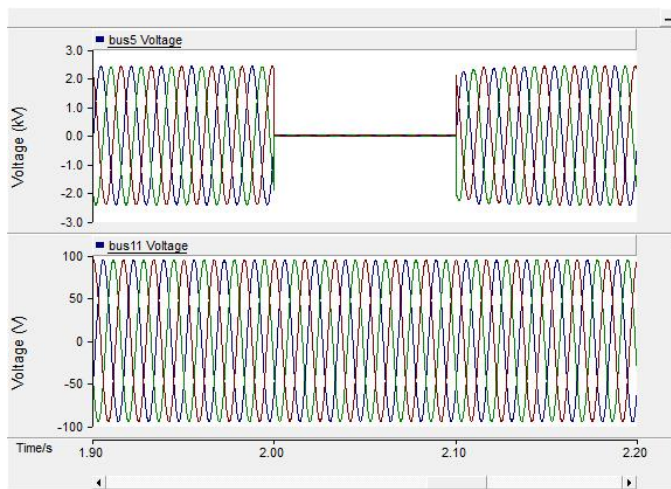 bus5 Voltage
3.0
2.0
1.0
0.0
-1.0
-2.0
-3.0
Voltage (kV)
bus11 Voltage
100
50
0
-50
-100
Voltage (V)
Time/s
1.90 2.00 2.10 2.20